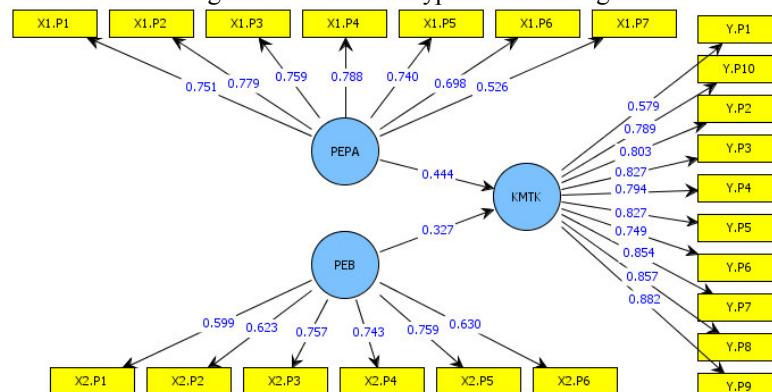 X1.P1 X1.P2 X1.P3 X1.P4 X1.P5 X1.P6 X1.P7
Y.P1
Y.P10
0.751 0.779 0.759 0.788 0.740 0.698 0.526
0.579
0.789
Y.P2
0.803
PEPA
Y.P3
0.827
0.444
KMTK
0.794
Y.P4
0.827
Y.P5
0.327
0.749
PEB
0.854
Y.P6
0.857
0.882
Y.P7
0.599 0.623 0.757 0.743 0.759 0.630
Y.P8
X2.P1 X2.P2 X2.P3 X2.P4 X2.P5 X2.P6
Y.P9